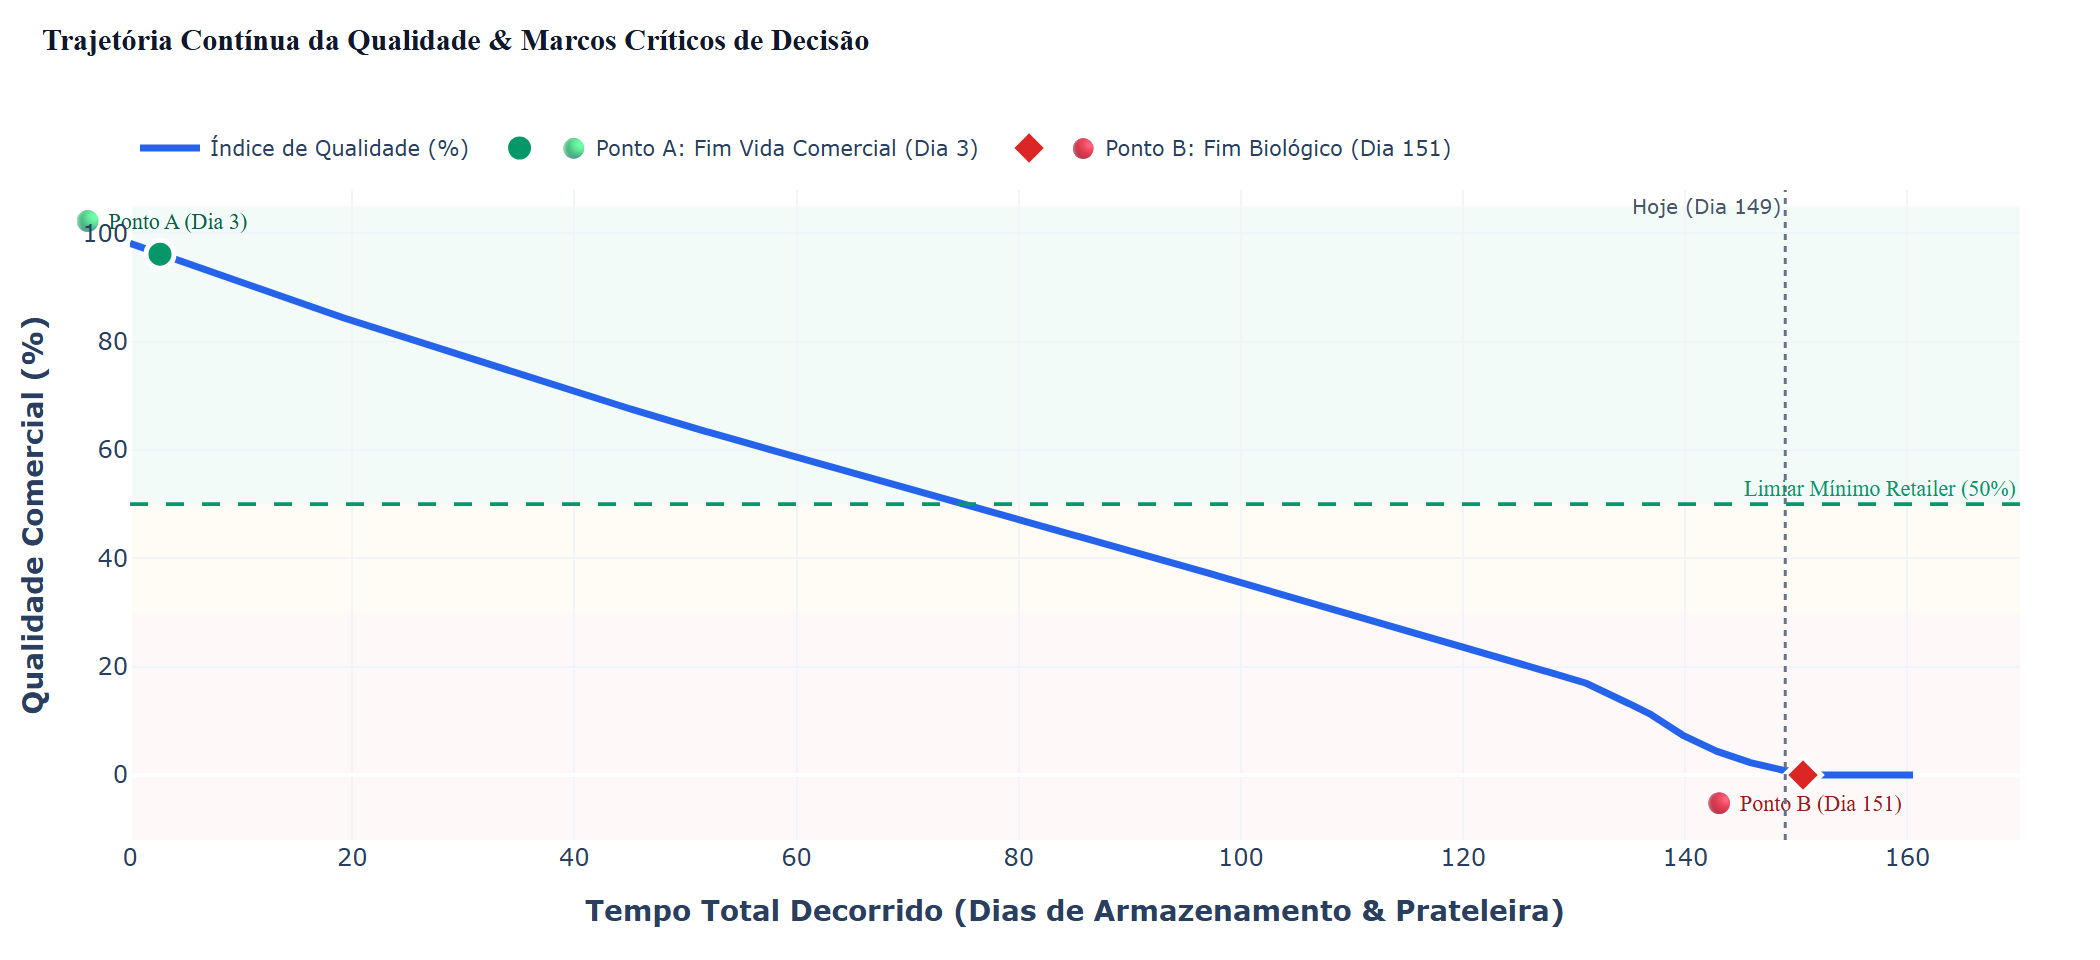 Trajetória Contínua da Qualidade & Marcos Críticos de Decisão
Índice de Qualidade (%)
Ponto A: Fim Vida Comercial (Dia 3)
Ponto B: Fim Biológico (Dia 151)
Ponto A (Dia 3)
Hoje (Dia 149)
Limiar Mínimo Retailer (50%)
Ponto B (Dia 151)
Qualidade Comercial (%)
100
80
60
40
20
0
0 20 40 60 80 100 120 140 160
Tempo Total Decorrido (Dias de Armazenamento & Prateleira)